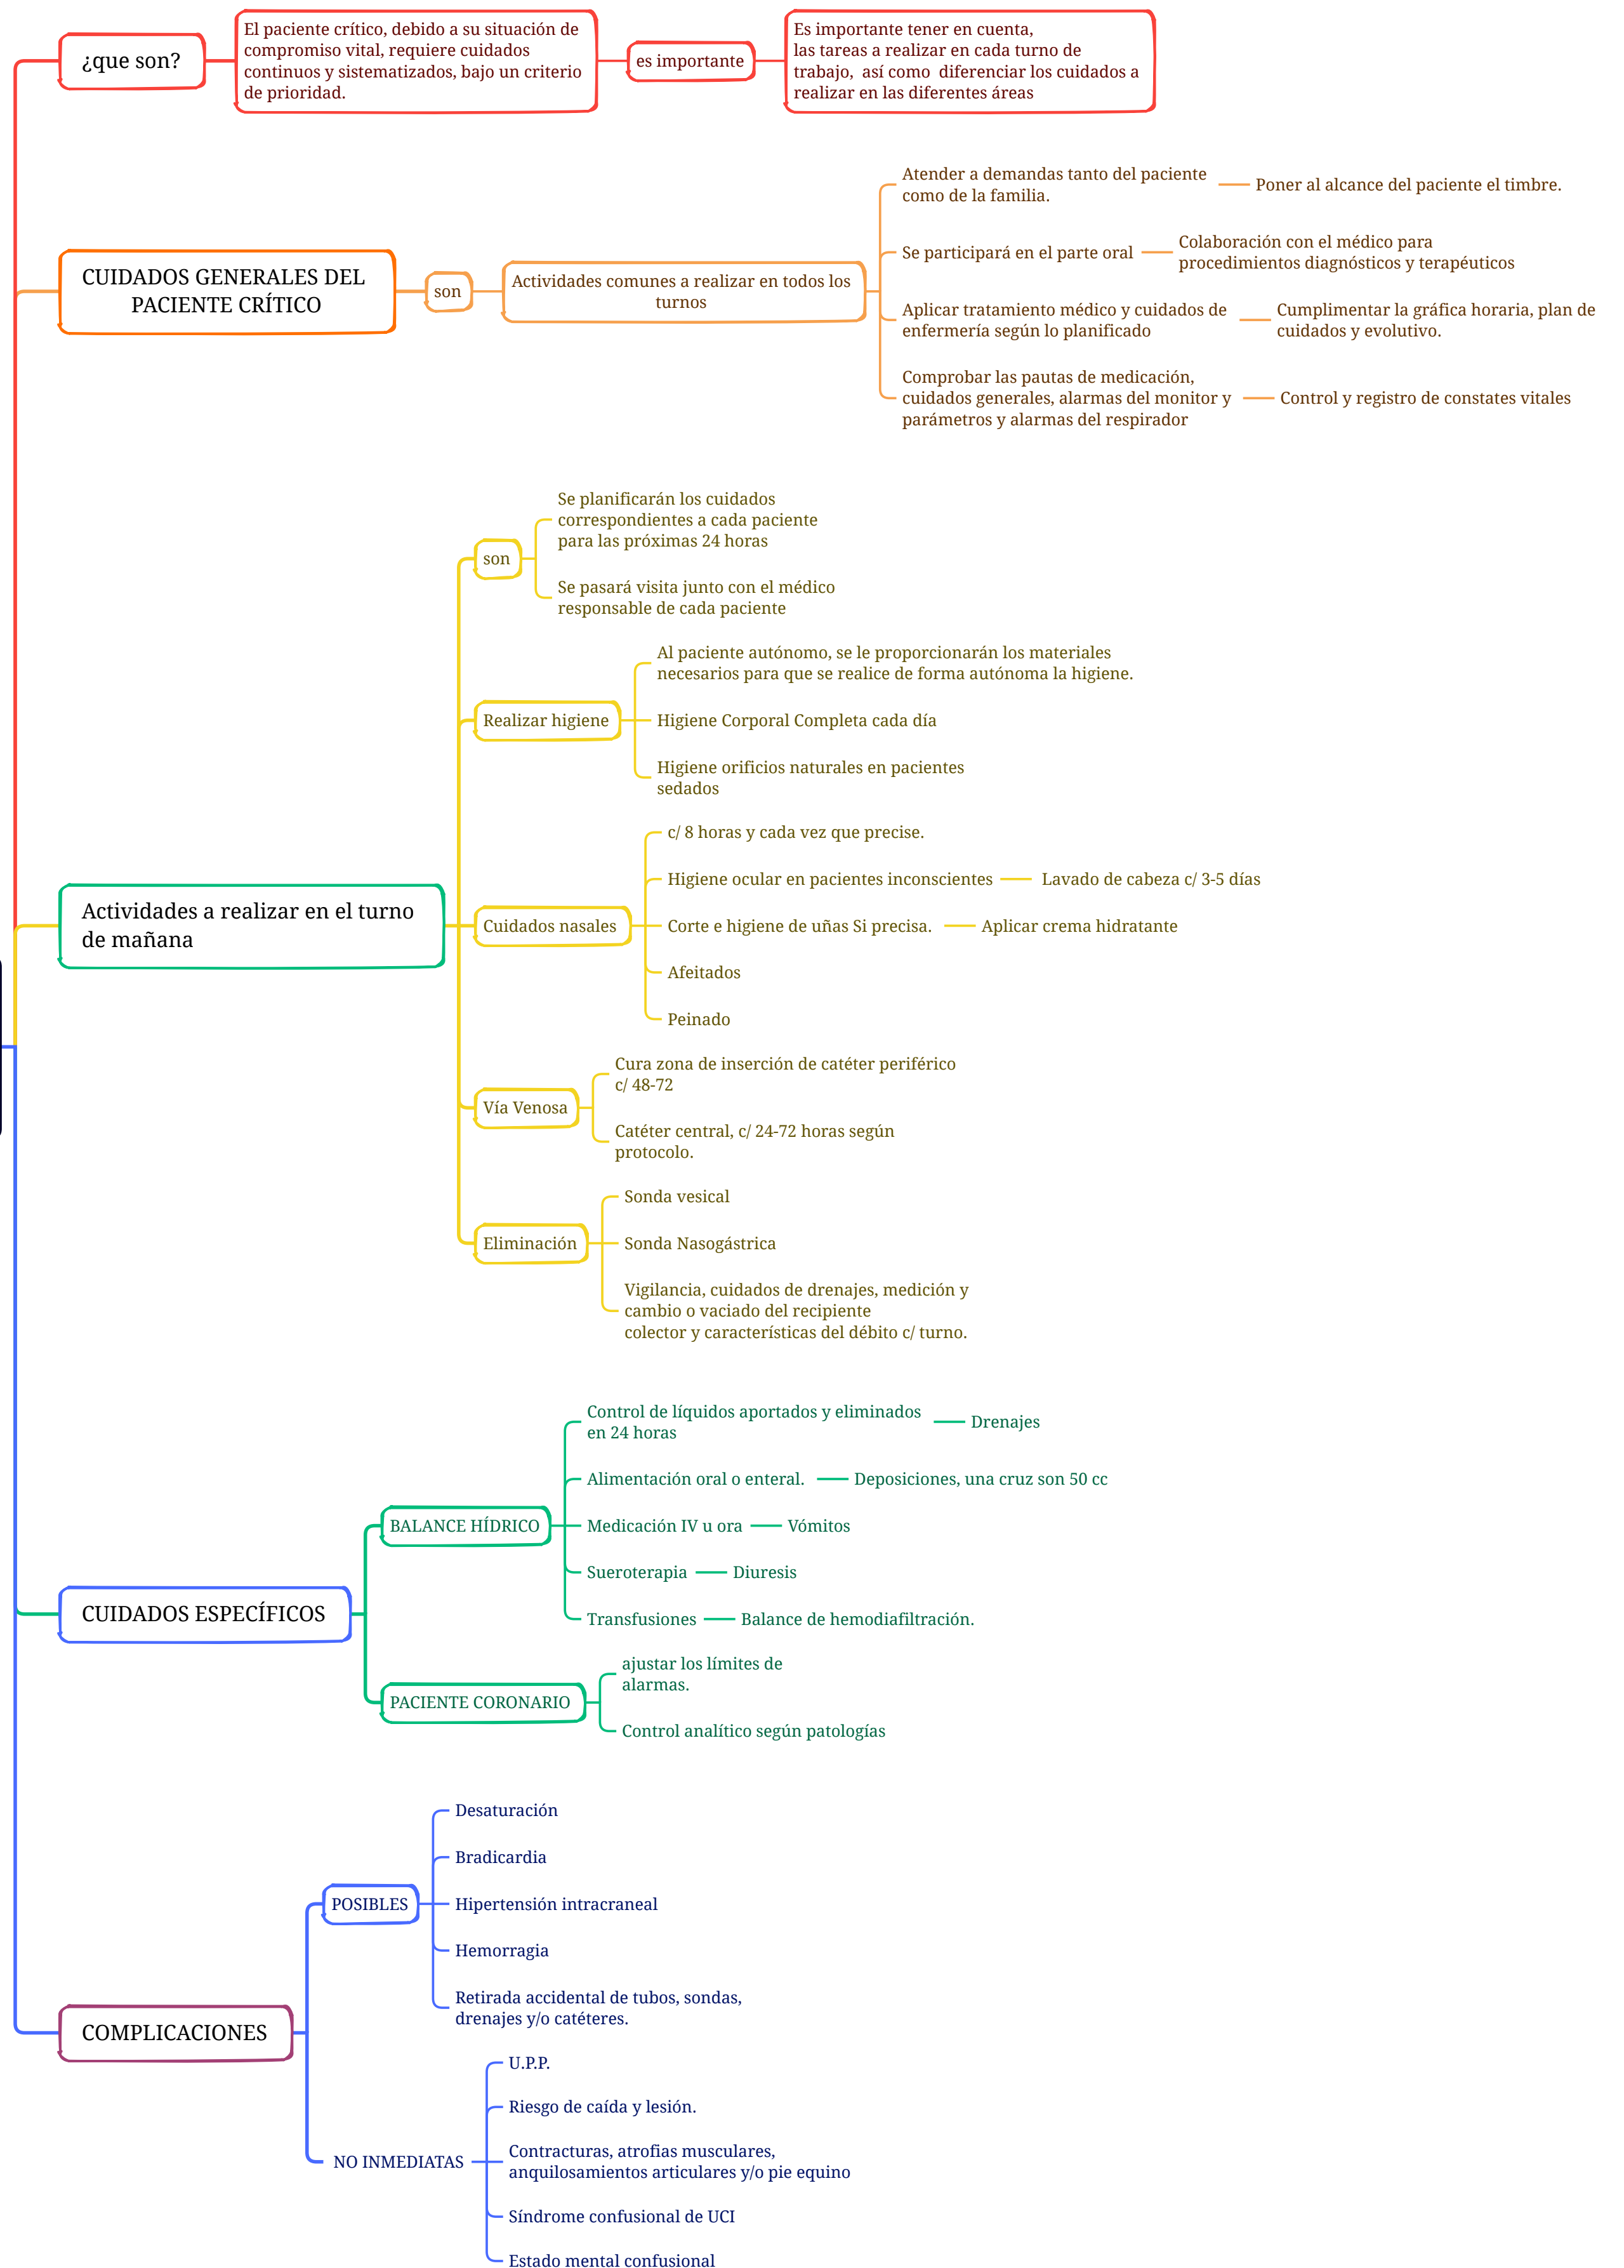 ¿que son?
El paciente crítico, debido a su situación de
compromiso vital, requiere cuidados
continuos y sistematizados, bajo un criterio
de prioridad.
es importante
Es importante tener en cuenta,
las tareas a realizar en cada turno de
trabajo,  así como  diferenciar los cuidados a
realizar en las diferentes áreas
CUIDADOS GENERALES DEL
PACIENTE CRÍTICO
son
Actividades comunes a realizar en todos los
turnos
Atender a demandas tanto del paciente
como de la familia.
Poner al alcance del paciente el timbre.
Se participará en el parte oral
Colaboración con el médico para
procedimientos diagnósticos y terapéuticos
Aplicar tratamiento médico y cuidados de
enfermería según lo planificado
Cumplimentar la gráfica horaria, plan de
cuidados y evolutivo.
Comprobar las pautas de medicación,
cuidados generales, alarmas del monitor y
parámetros y alarmas del respirador
Control y registro de constates vitales
Actividades a realizar en el turno
de mañana
son
Se planificarán los cuidados
correspondientes a cada paciente
para las próximas 24 horas
Se pasará visita junto con el médico
responsable de cada paciente
Realizar higiene
Al paciente autónomo, se le proporcionarán los materiales
necesarios para que se realice de forma autónoma la higiene.
Higiene Corporal Completa cada día
Higiene orificios naturales en pacientes
sedados
Cuidados nasales
c/ 8 horas y cada vez que precise.
Higiene ocular en pacientes inconscientes
Lavado de cabeza c/ 3-5 días
Corte e higiene de uñas Si precisa.
Aplicar crema hidratante
Afeitados
Peinado
Vía Venosa
Cura zona de inserción de catéter periférico
c/ 48-72
Catéter central, c/ 24-72 horas según
protocolo.
Eliminación
Sonda vesical
Sonda Nasogástrica
Vigilancia, cuidados de drenajes, medición y
cambio o vaciado del recipiente
colector y características del débito c/ turno.
CUIDADOS ESPECÍFICOS
BALANCE HÍDRICO
Control de líquidos aportados y eliminados
en 24 horas
Drenajes
Alimentación oral o enteral.
Deposiciones, una cruz son 50 cc
Medicación IV u ora
Vómitos
Sueroterapia
Diuresis
Transfusiones
Balance de hemodiafiltración.
PACIENTE CORONARIO
ajustar los límites de
alarmas.
Control analítico según patologías
COMPLICACIONES
POSIBLES
Desaturación
Bradicardia
Hipertensión intracraneal
Hemorragia
Retirada accidental de tubos, sondas,
drenajes y/o catéteres.
NO INMEDIATAS
U.P.P.
Riesgo de caída y lesión.
Contracturas, atrofias musculares,
anquilosamientos articulares y/o pie equino
Síndrome confusional de UCI
Estado mental confusional